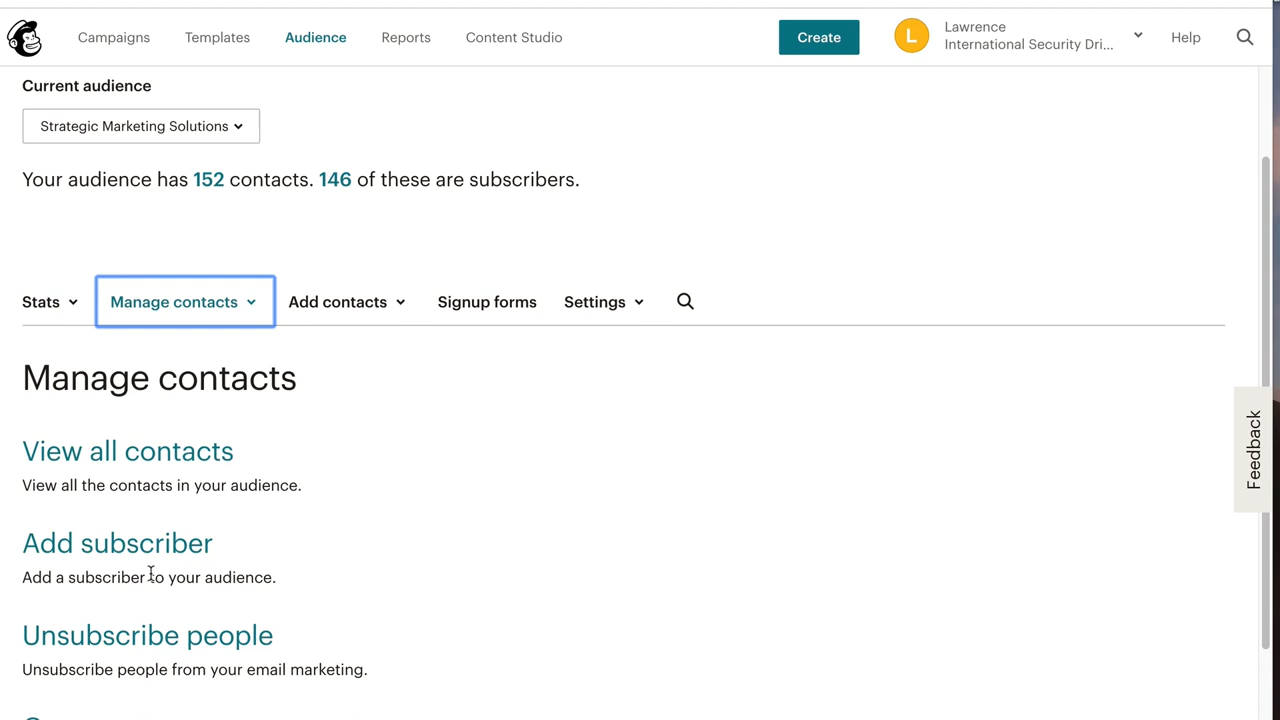 Campaigns Templates Audience Reports Content Studio Create L Lawrence Help
International Security Dri...
Current audience
Strategic Marketing Solutions
Your audience has 152 contacts. 146 of these are subscribers.
Stats Manage contacts Add contacts Signup forms Settings
Manage contacts
View all contacts
View all the contacts in your audience.
Feedback
Add subscriber
Add a subscriber to your audience.
Unsubscribe people
Unsubscribe people from your email marketing.